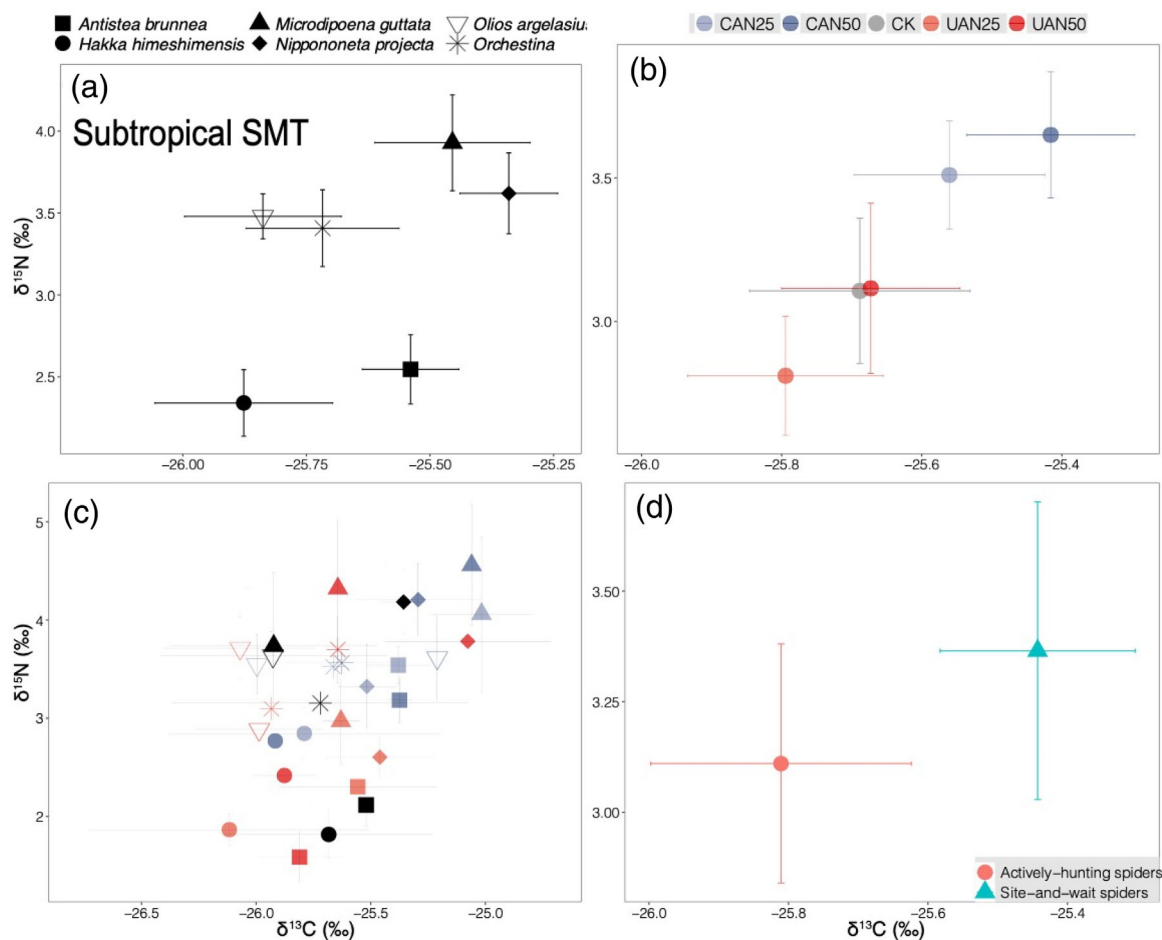 Antistea brunnea Microdipoena guttata Olios argelasius
Hakka himeshimensis Nippononeta projecta Orchestina
CAN25 CAN50 CK UAN25 UAN50
(a)
Subtropical SMT
4.0
3.5
3.0
2.5
δ¹⁵N (‰)
−26.00 −25.75 −25.50 −25.25
(b)
3.5
3.0
−26.0 −25.8 −25.6 −25.4
(c)
5
4
3
2
δ¹⁵N (‰)
−26.5 −26.0 −25.5 −25.0
δ¹³C (‰)
(d)
3.50
3.25
3.00
Actively−hunting spiders
Site−and−wait spiders
−26.0 −25.8 −25.6 −25.4
δ¹³C (‰)